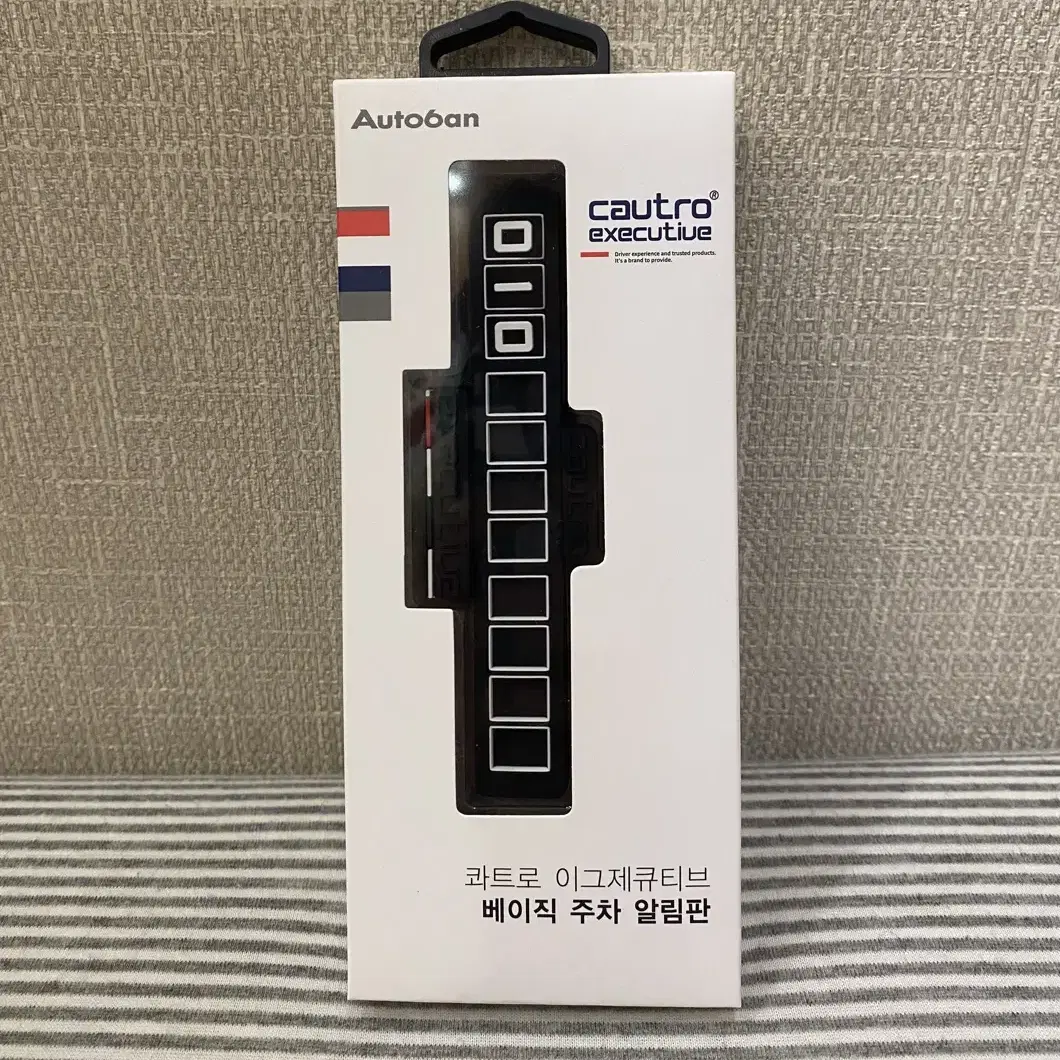 Autoban
cautro®
executive
Driver experience and trusted products.
It's a brand to provide.
010
콰트로 이그제큐티브
베이직 주차 알림판